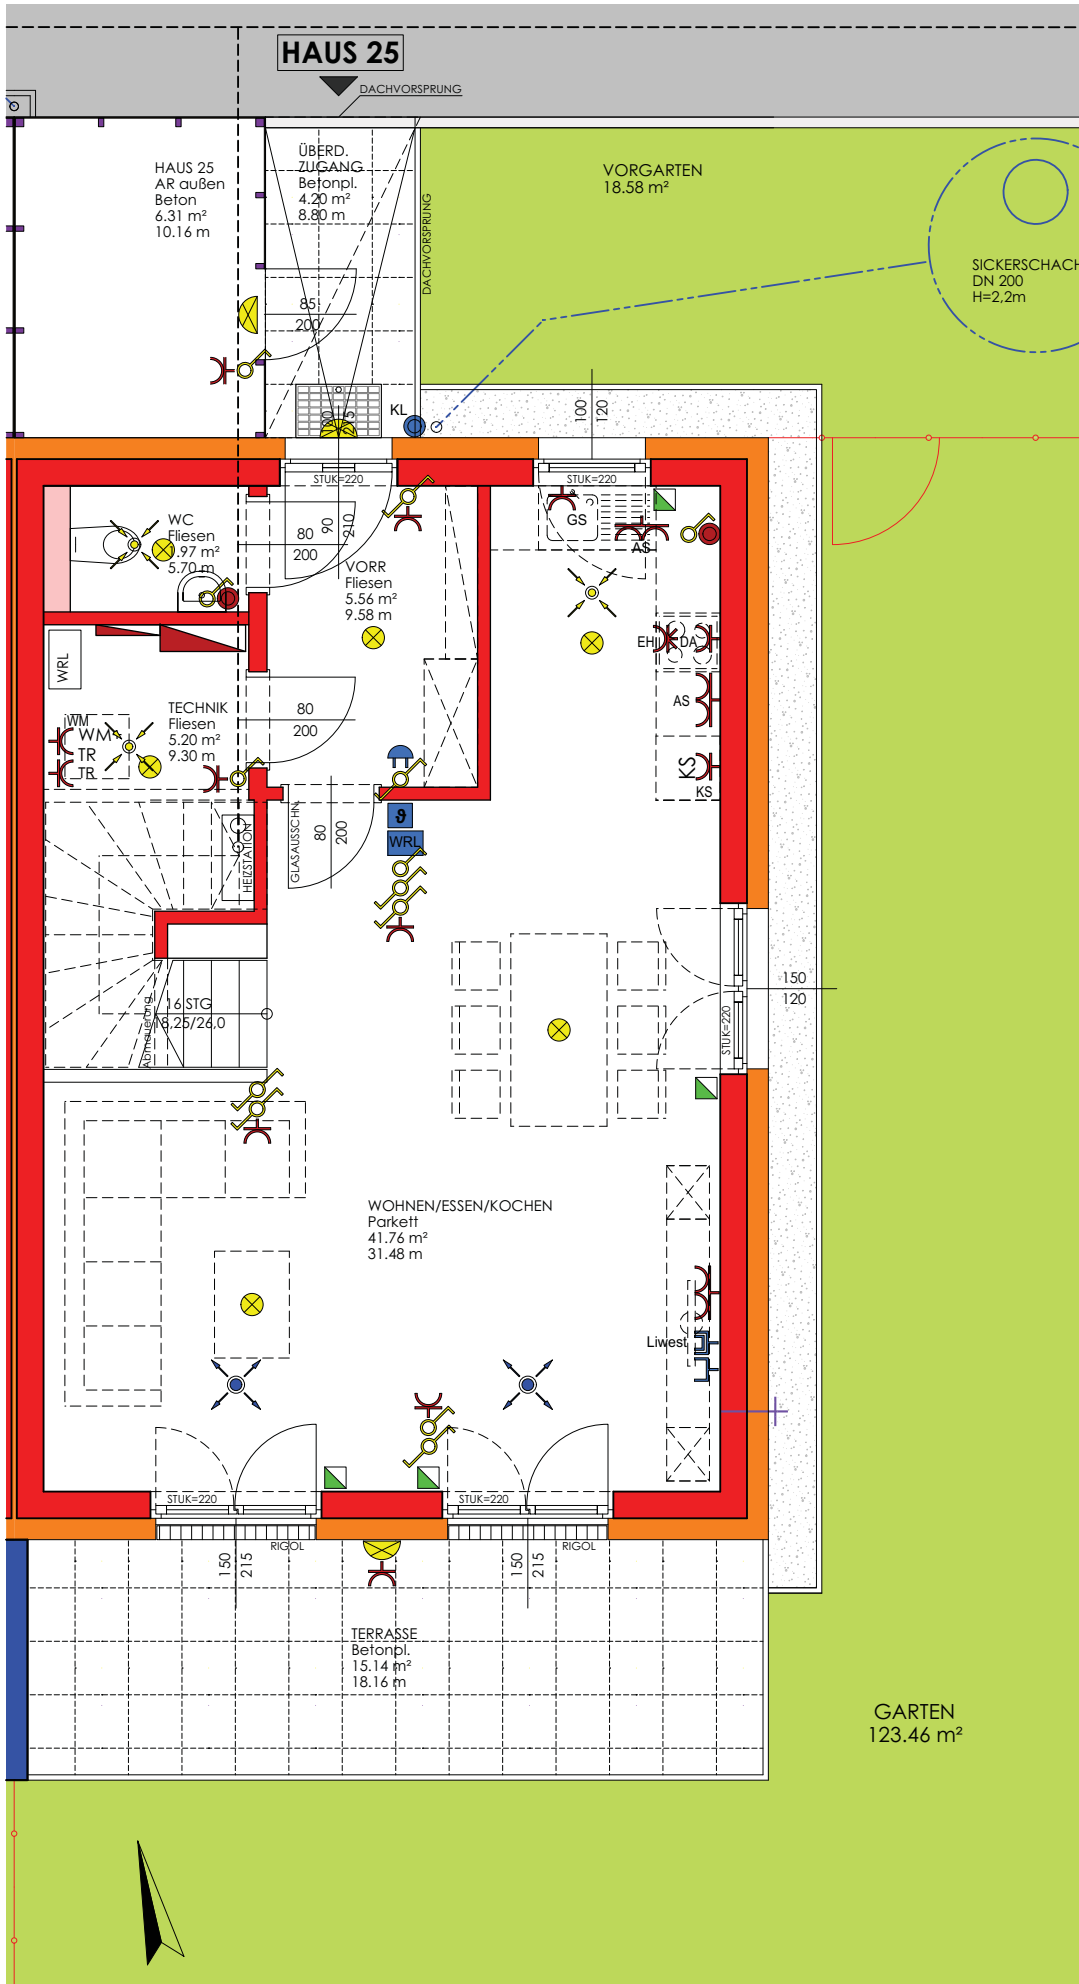 HAUS 25
DACHVORSPRUNG
HAUS 25
AR außen
Beton
6.31 m²
10.16 m
ÜBERD.
ZUGANG
Betonpl.
4.20 m²
8.80 m
DACHVORSPRUNG
VORGARTEN
18.58 m²
SICKERSCHACH
DN 200
H=2,2m
85
200
KL
100
120
STUK=220
STUK=220
WC
Fliesen
1.97 m²
5.70 m
80
200
90
210
VORR
Fliesen
5.56 m²
9.58 m
GS
AS
EHI
DA
AS
KS
KS
WRL
TECHNIK
Fliesen
5.20 m²
9.30 m
WM
WM
TR
TR
80
200
HEIZSTATION
GLASAUSSCHN
80
200
ϑ
WRL
Abmauerung
16 STG
18,25/26,0
150
120
STUK=220
WOHNEN/ESSEN/KOCHEN
Parkett
41.76 m²
31.48 m
Liwest
STUK=220
STUK=220
RIGOL
RIGOL
150
215
150
215
TERRASSE
Betonpl.
15.14 m²
18.16 m
GARTEN
123.46 m²